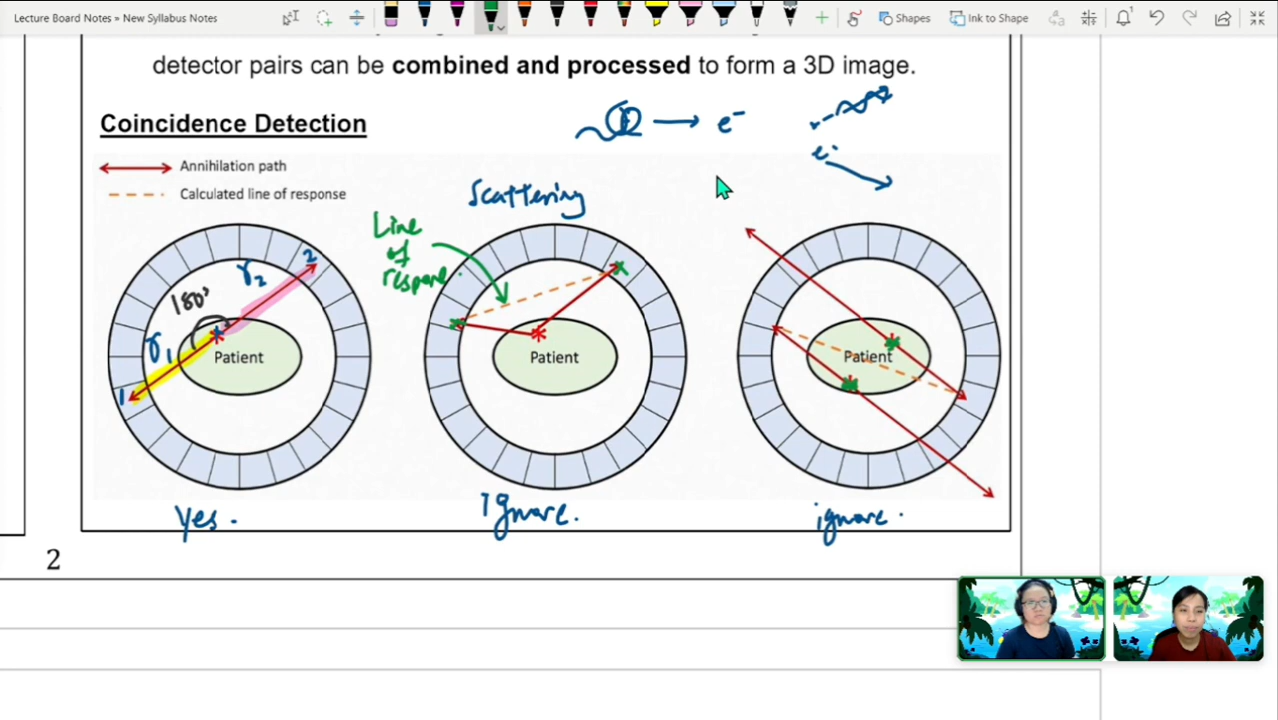 Lecture Board Notes » New Syllabus Notes
Shapes
Ink to Shape
detector pairs can be combined and processed to form a 3D image.
Coincidence Detection
e⁻
e⁻
Annihilation path
Calculated line of response
Scattering
Line
of
180°
γ₂
2
γ₁
1
Patient
Patient
Patient
Yes.
Ignore.
ignore.
2